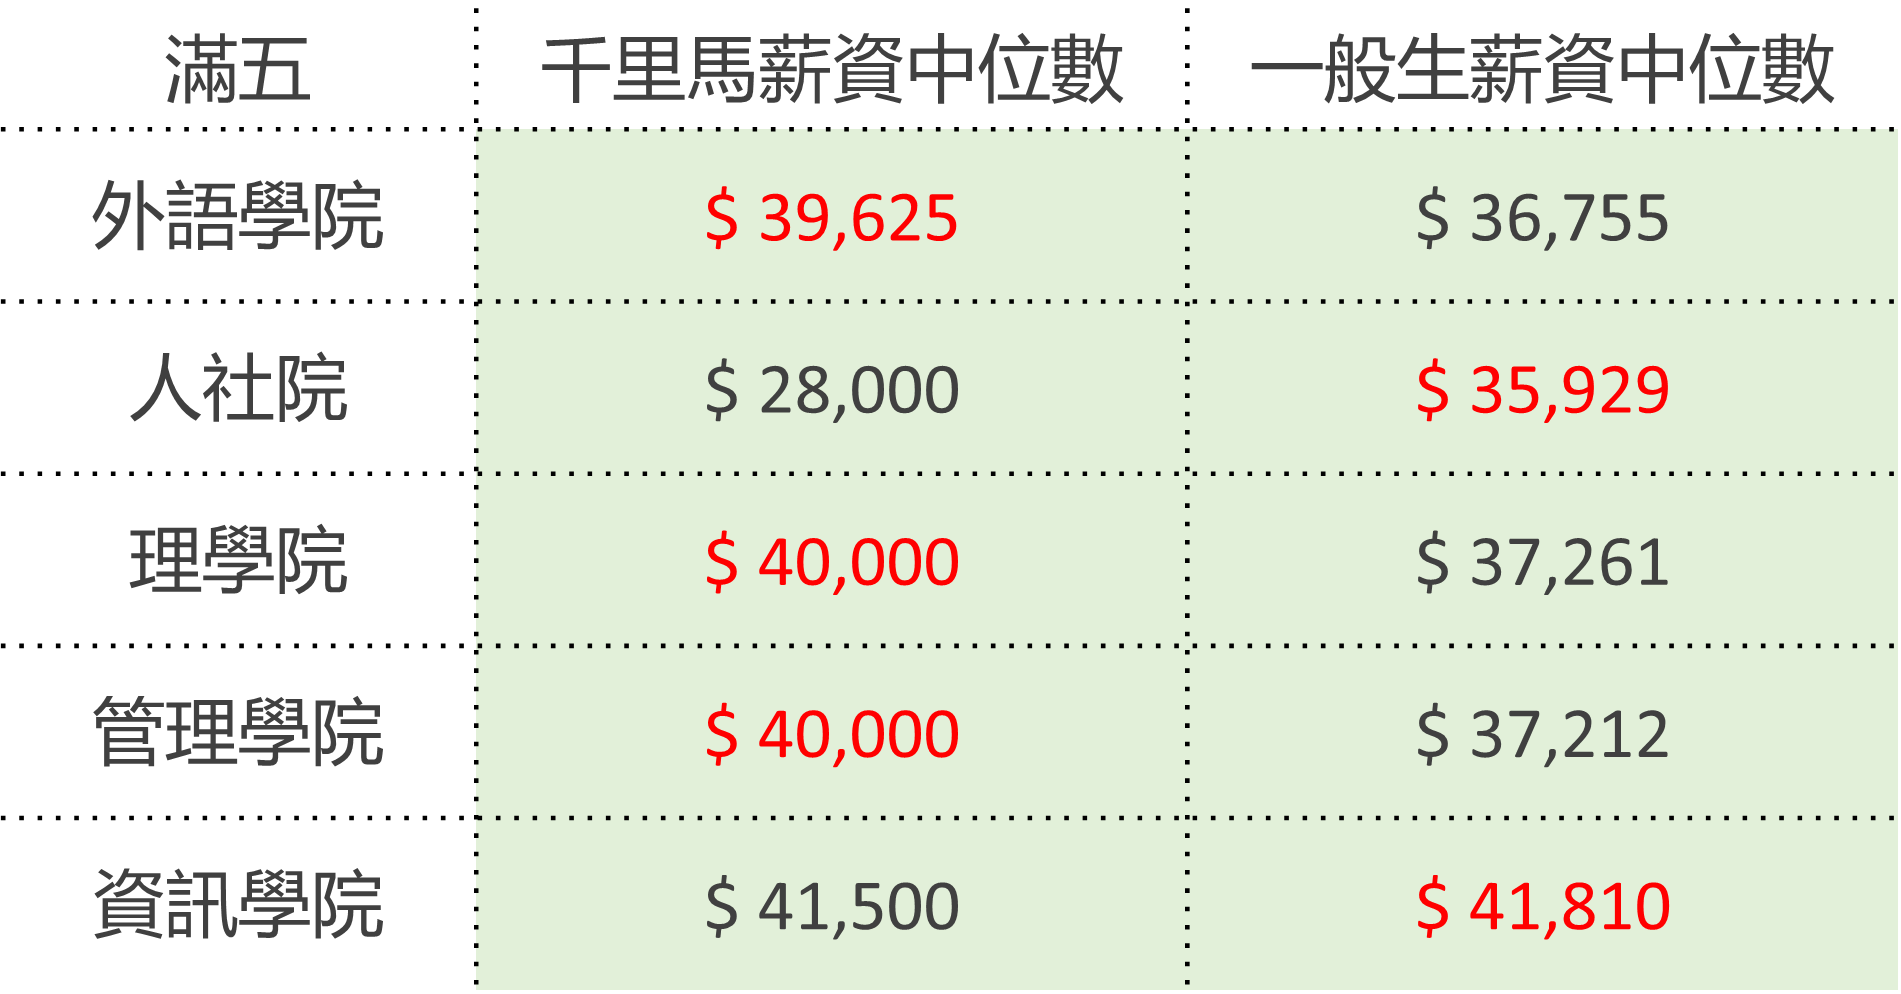 滿五 千里馬薪資中位數 一般生薪資中位數
外語學院 $ 39,625 $ 36,755
人社院 $ 28,000 $ 35,929
理學院 $ 40,000 $ 37,261
管理學院 $ 40,000 $ 37,212
資訊學院 $ 41,500 $ 41,810